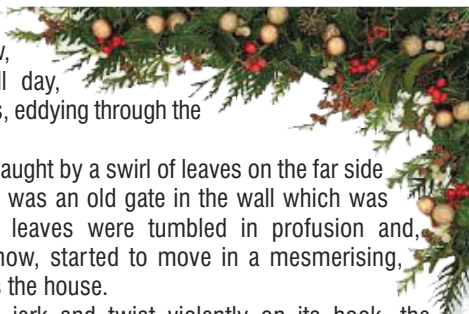 ll day,
s, eddying through the
aught by a swirl of leaves on the far side
was an old gate in the wall which was
leaves were tumbled in profusion and,
now, started to move in a mesmerising,
s the house.
jerk and twist violently on its hook, the